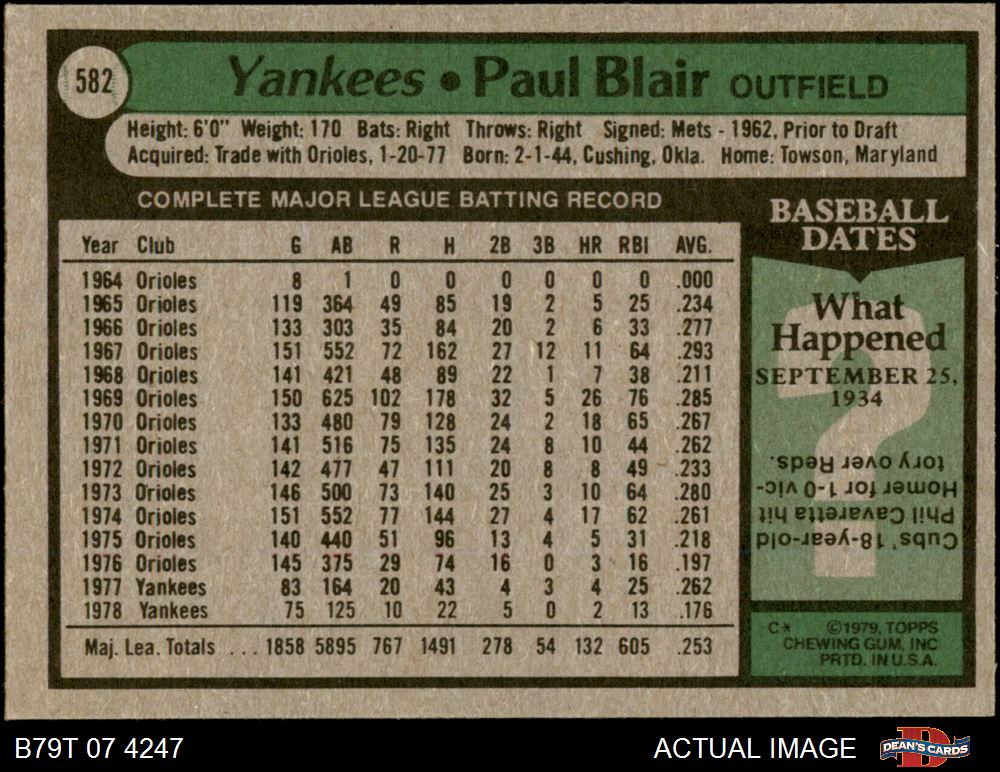 582
Yankees • Paul Blair OUTFIELD
Height: 6'0" Weight: 170 Bats: Right Throws: Right Signed: Mets - 1962, Prior to Draft
Acquired: Trade with Orioles, 1-20-77 Born: 2-1-44, Cushing, Okla. Home: Towson, Maryland
COMPLETE MAJOR LEAGUE BATTING RECORD
Year Club G AB R H 2B 3B HR RBI AVG.
1964 Orioles 8 1 0 0 0 0 0 0 .000
1965 Orioles 119 364 49 85 19 2 5 25 .234
1966 Orioles 133 303 35 84 20 2 6 33 .277
1967 Orioles 151 552 72 162 27 12 11 64 .293
1968 Orioles 141 421 48 89 22 1 7 38 .211
1969 Orioles 150 625 102 178 32 5 26 76 .285
1970 Orioles 133 480 79 128 24 2 18 65 .267
1971 Orioles 141 516 75 135 24 8 10 44 .262
1972 Orioles 142 477 47 111 20 8 8 49 .233
1973 Orioles 146 500 73 140 25 3 10 64 .280
1974 Orioles 151 552 77 144 27 4 17 62 .261
1975 Orioles 140 440 51 96 13 4 5 31 .218
1976 Orioles 145 375 29 74 16 0 3 16 .197
1977 Yankees 83 164 20 43 4 3 4 25 .262
1978 Yankees 75 125 10 22 5 0 2 13 .176
Maj. Lea. Totals ... 1858 5895 767 1491 278 54 132 605 .253
BASEBALL
DATES
What
Happened
SEPTEMBER 25,
1934
Cubs' 18-year-old
Phil Cavaretta hit
Homer for 1-0 vic-
tory over Reds.
C* ©1979, TOPPS
CHEWING GUM, INC
PRTD. IN U.S.A.
B79T 07 4247
ACTUAL IMAGE
DEAN'S CARDS